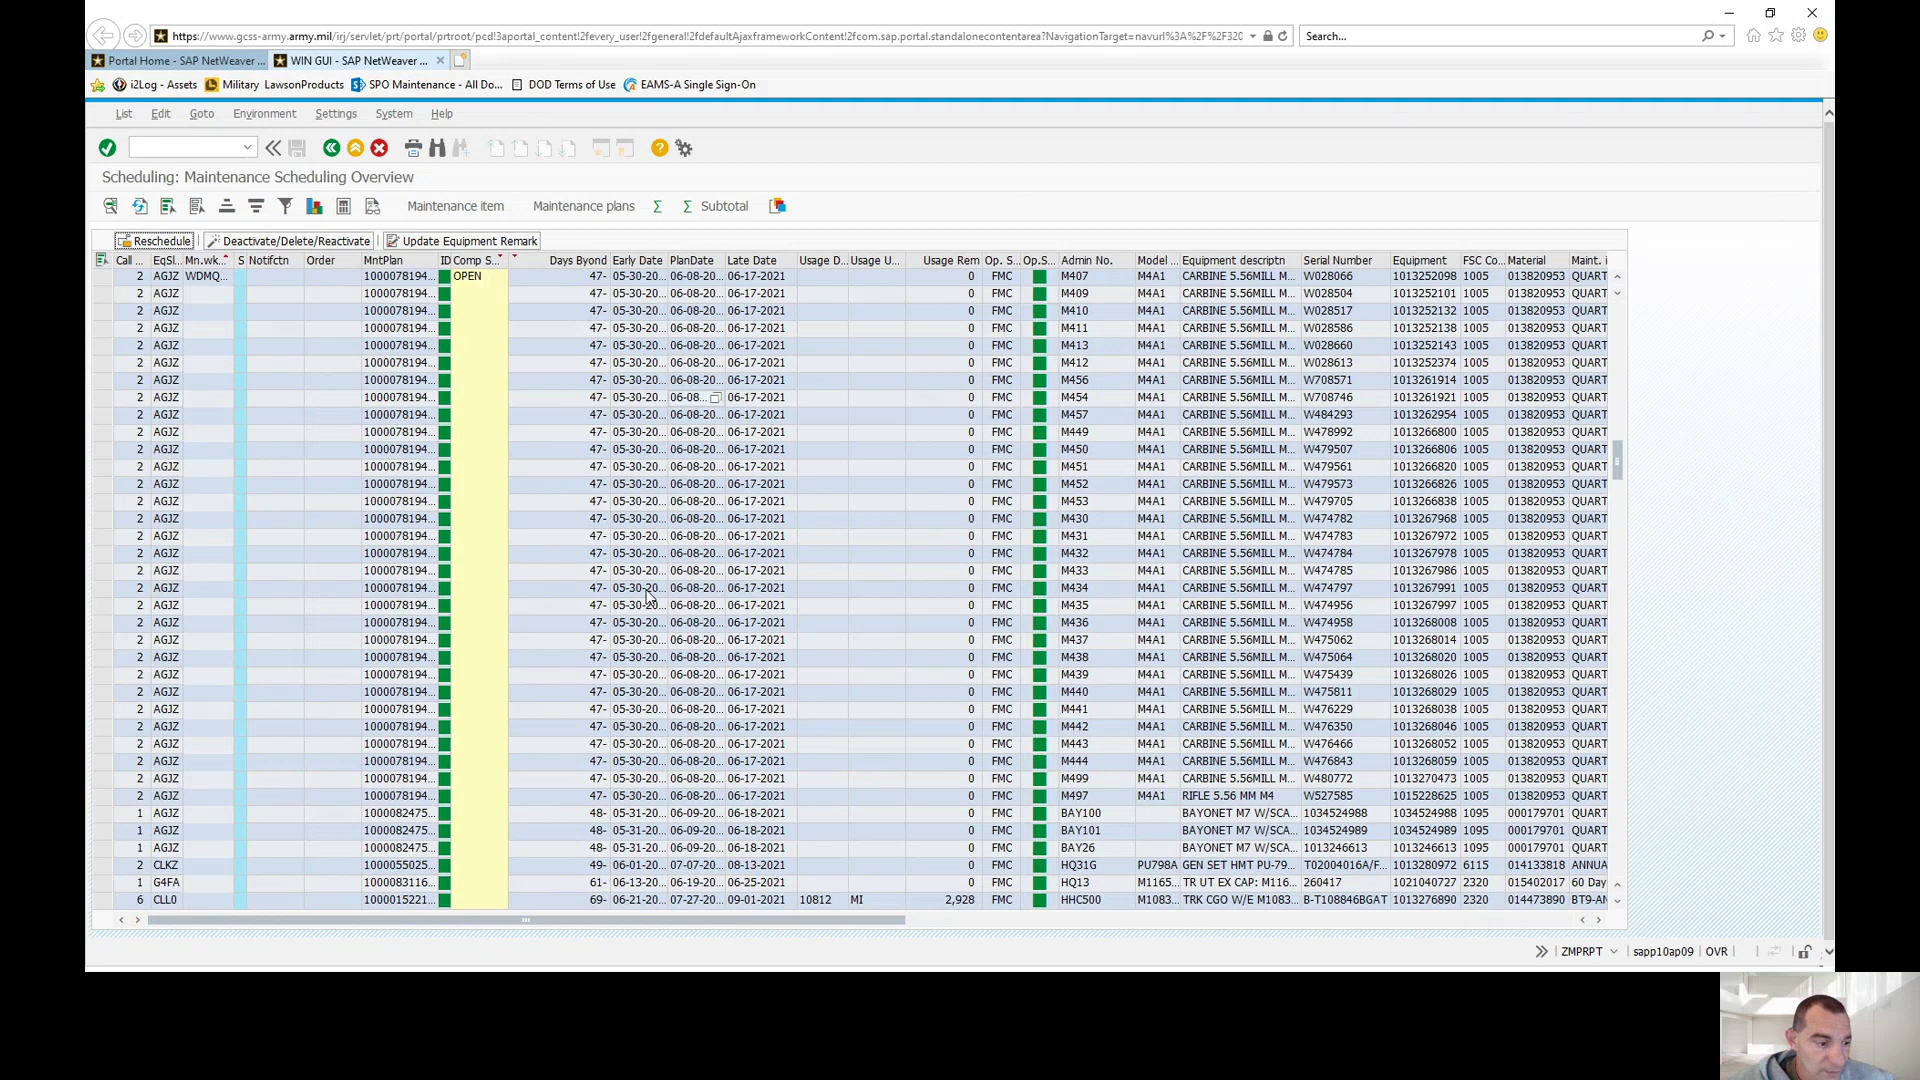 https://www.gcss-army.army.mil/irj/servlet/prt/portal/prtroot/pcd!3aportal_content!2fevery_user!2fgeneral!2fdefaultAjaxframeworkContent!2fcom.sap.portal.standalonecontentarea?NavigationTarget=navurl%3A%2F%2F320 Search...
Portal Home - SAP NetWeaver ... WIN GUI - SAP NetWeaver ...
i2Log - Assets Military LawsonProducts SPO Maintenance - All Do... DOD Terms of Use EAMS-A Single Sign-On
List Edit Goto Environment Settings System Help
Scheduling: Maintenance Scheduling Overview
Maintenance item Maintenance plans Σ Σ Subtotal
Reschedule Deactivate/Delete/Reactivate Update Equipment Remark
Call ... EqSl... Mn.wk... S Notifctn Order MntPlan ID Comp S... Days Byond Early Date PlanDate Late Date Usage D... Usage U... Usage Rem Op. S... Op.S... Admin No. Model ... Equipment descriptn Serial Number Equipment FSC Co... Material Maint. i
2 AGJZ WDMQ... 1000078194... OPEN 47- 05-30-20... 06-08-20... 06-17-2021 0 FMC M407 M4A1 CARBINE 5.56MILL M... W028066 1013252098 1005 013820953 QUART
2 AGJZ 1000078194... 47- 05-30-20... 06-08-20... 06-17-2021 0 FMC M409 M4A1 CARBINE 5.56MILL M... W028504 1013252101 1005 013820953 QUART
2 AGJZ 1000078194... 47- 05-30-20... 06-08-20... 06-17-2021 0 FMC M410 M4A1 CARBINE 5.56MILL M... W028517 1013252132 1005 013820953 QUART
2 AGJZ 1000078194... 47- 05-30-20... 06-08-20... 06-17-2021 0 FMC M411 M4A1 CARBINE 5.56MILL M... W028586 1013252138 1005 013820953 QUART
2 AGJZ 1000078194... 47- 05-30-20... 06-08-20... 06-17-2021 0 FMC M413 M4A1 CARBINE 5.56MILL M... W028660 1013252143 1005 013820953 QUART
2 AGJZ 1000078194... 47- 05-30-20... 06-08-20... 06-17-2021 0 FMC M412 M4A1 CARBINE 5.56MILL M... W028613 1013252374 1005 013820953 QUART
2 AGJZ 1000078194... 47- 05-30-20... 06-08-20... 06-17-2021 0 FMC M456 M4A1 CARBINE 5.56MILL M... W708571 1013261914 1005 013820953 QUART
2 AGJZ 1000078194... 47- 05-30-20... 06-08... 06-17-2021 0 FMC M454 M4A1 CARBINE 5.56MILL M... W708746 1013261921 1005 013820953 QUART
2 AGJZ 1000078194... 47- 05-30-20... 06-08-20... 06-17-2021 0 FMC M457 M4A1 CARBINE 5.56MILL M... W484293 1013262954 1005 013820953 QUART
2 AGJZ 1000078194... 47- 05-30-20... 06-08-20... 06-17-2021 0 FMC M449 M4A1 CARBINE 5.56MILL M... W478992 1013266800 1005 013820953 QUART
2 AGJZ 1000078194... 47- 05-30-20... 06-08-20... 06-17-2021 0 FMC M450 M4A1 CARBINE 5.56MILL M... W479507 1013266806 1005 013820953 QUART
2 AGJZ 1000078194... 47- 05-30-20... 06-08-20... 06-17-2021 0 FMC M451 M4A1 CARBINE 5.56MILL M... W479561 1013266820 1005 013820953 QUART
2 AGJZ 1000078194... 47- 05-30-20... 06-08-20... 06-17-2021 0 FMC M452 M4A1 CARBINE 5.56MILL M... W479573 1013266826 1005 013820953 QUART
2 AGJZ 1000078194... 47- 05-30-20... 06-08-20... 06-17-2021 0 FMC M453 M4A1 CARBINE 5.56MILL M... W479705 1013266838 1005 013820953 QUART
2 AGJZ 1000078194... 47- 05-30-20... 06-08-20... 06-17-2021 0 FMC M430 M4A1 CARBINE 5.56MILL M... W474782 1013267968 1005 013820953 QUART
2 AGJZ 1000078194... 47- 05-30-20... 06-08-20... 06-17-2021 0 FMC M431 M4A1 CARBINE 5.56MILL M... W474783 1013267972 1005 013820953 QUART
2 AGJZ 1000078194... 47- 05-30-20... 06-08-20... 06-17-2021 0 FMC M432 M4A1 CARBINE 5.56MILL M... W474784 1013267978 1005 013820953 QUART
2 AGJZ 1000078194... 47- 05-30-20... 06-08-20... 06-17-2021 0 FMC M433 M4A1 CARBINE 5.56MILL M... W474785 1013267986 1005 013820953 QUART
2 AGJZ 1000078194... 47- 05-30-20... 06-08-20... 06-17-2021 0 FMC M434 M4A1 CARBINE 5.56MILL M... W474797 1013267991 1005 013820953 QUART
2 AGJZ 1000078194... 47- 05-30-20... 06-08-20... 06-17-2021 0 FMC M435 M4A1 CARBINE 5.56MILL M... W474956 1013267997 1005 013820953 QUART
2 AGJZ 1000078194... 47- 05-30-20... 06-08-20... 06-17-2021 0 FMC M436 M4A1 CARBINE 5.56MILL M... W474958 1013268008 1005 013820953 QUART
2 AGJZ 1000078194... 47- 05-30-20... 06-08-20... 06-17-2021 0 FMC M437 M4A1 CARBINE 5.56MILL M... W475062 1013268014 1005 013820953 QUART
2 AGJZ 1000078194... 47- 05-30-20... 06-08-20... 06-17-2021 0 FMC M438 M4A1 CARBINE 5.56MILL M... W475064 1013268020 1005 013820953 QUART
2 AGJZ 1000078194... 47- 05-30-20... 06-08-20... 06-17-2021 0 FMC M439 M4A1 CARBINE 5.56MILL M... W475439 1013268026 1005 013820953 QUART
2 AGJZ 1000078194... 47- 05-30-20... 06-08-20... 06-17-2021 0 FMC M440 M4A1 CARBINE 5.56MILL M... W475811 1013268029 1005 013820953 QUART
2 AGJZ 1000078194... 47- 05-30-20... 06-08-20... 06-17-2021 0 FMC M441 M4A1 CARBINE 5.56MILL M... W476229 1013268038 1005 013820953 QUART
2 AGJZ 1000078194... 47- 05-30-20... 06-08-20... 06-17-2021 0 FMC M442 M4A1 CARBINE 5.56MILL M... W476350 1013268046 1005 013820953 QUART
2 AGJZ 1000078194... 47- 05-30-20... 06-08-20... 06-17-2021 0 FMC M443 M4A1 CARBINE 5.56MILL M... W476466 1013268052 1005 013820953 QUART
2 AGJZ 1000078194... 47- 05-30-20... 06-08-20... 06-17-2021 0 FMC M444 M4A1 CARBINE 5.56MILL M... W476843 1013268060 1005 013820953 QUART
2 AGJZ 1000078194... 47- 05-30-20... 06-08-20... 06-17-2021 0 FMC M499 M4A1 CARBINE 5.56MILL M... W480772 1013270473 1005 013820953 QUART
2 AGJZ 1000078194... 47- 05-30-20... 06-08-20... 06-17-2021 0 FMC M497 M4A1 RIFLE 5.56 MM M4 W527585 1015228625 1005 013820953 QUART
1 AGJZ 1000082475... 48- 05-31-20... 06-09-20... 06-18-2021 0 FMC BAY100 BAYONET M7 W/SCA... 1034524988 1034524988 1095 000179701 QUART
1 AGJZ 1000082475... 48- 05-31-20... 06-09-20... 06-18-2021 0 FMC BAY101 BAYONET M7 W/SCA... 1034524989 1034524989 1095 000179701 QUART
1 AGJZ 1000082475... 48- 05-31-20... 06-09-20... 06-18-2021 0 FMC BAY26 BAYONET M7 W/SCA... 1013246613 1013246613 1095 000179701 QUART
2 CLKZ 1000055025... 49- 06-01-20... 07-07-20... 08-13-2021 0 FMC HQ31G PU798A GEN SET HMT PU-79... T02004016A/F... 1013280972 6115 014133818 ANNUA
1 G4FA 1000083116... 61- 06-13-20... 06-19-20... 06-25-2021 0 FMC HQ13 M1165... TR UT EX CAP: M116... 260417 1021040727 2320 015402017 60 Day
6 CLL0 1000015221... 69- 06-21-20... 07-27-20... 09-01-2021 10812 MI 2,928 FMC HHC500 M1083... TRK CGO W/E M1083... B-T108846BGAT 1013276890 2320 014473890 BT9-AN
ZMPRPT sapp10ap09 OVR